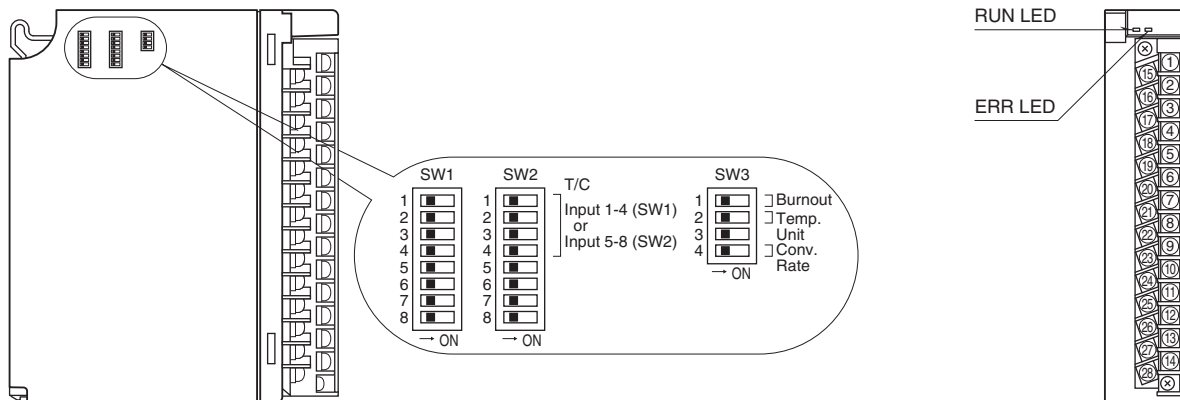 RUN LED
ERR LED
SW1
1
2
3
4
5
6
7
8
→ ON
SW2
1
2
3
4
5
6
7
8
→ ON
T/C
Input 1-4 (SW1)
or
Input 5-8 (SW2)
SW3
1
2
3
4
→ ON
Burnout
Temp.
Unit
Conv.
Rate
15
16
17
18
19
20
21
22
23
24
25
26
27
28
1
2
3
4
5
6
7
8
9
10
11
12
13
14